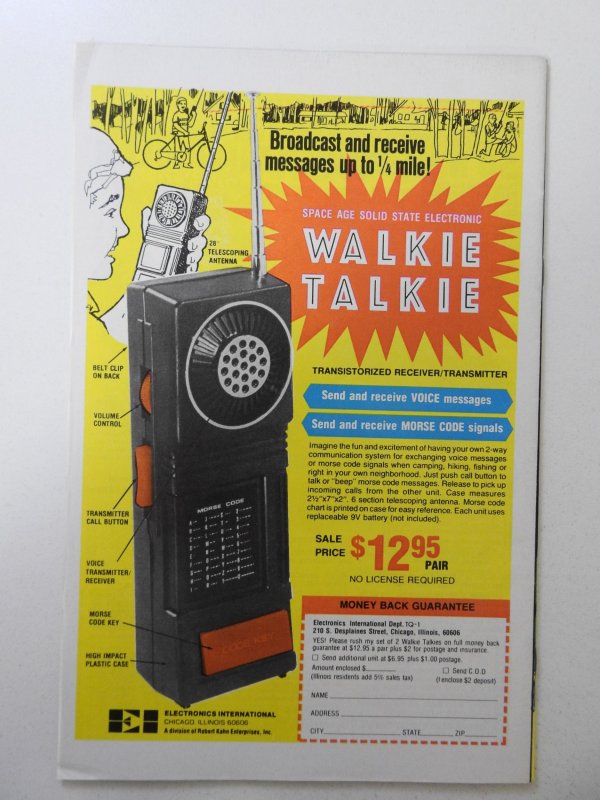 Broadcast and receive
messages up to 1/4 mile!
SPACE AGE SOLID STATE ELECTRONIC
WALKIE
TALKIE
28"
TELESCOPING
ANTENNA
BELT CLIP
ON BACK
VOLUME
CONTROL
TRANSMITTER
CALL BUTTON
VOICE
TRANSMITTER/
RECEIVER
MORSE
CODE KEY
HIGH IMPACT
PLASTIC CASE
MORSE CODE
CODE KEY
TRANSISTORIZED RECEIVER/TRANSMITTER
Send and receive VOICE messages
Send and receive MORSE CODE signals
Imagine the fun and excitement of having your own 2-way
communication system for exchanging voice messages
or morse code signals when camping, hiking, fishing or
right in your own neighborhood. Just push call button to
talk or "beep" morse code messages. Release to pick up
incoming calls from the other unit. Case measures
2½"x7"x2". 6 section telescoping antenna. Morse code
chart is printed on case for easy reference. Each unit uses
replaceable 9V battery (not included).
SALE
PRICE $1295
PAIR
NO LICENSE REQUIRED
MONEY BACK GUARANTEE
Electronics International Dept. TQ-1
210 S. Desplaines Street, Chicago, Illinois, 60606
YES! Please rush my set of 2 Walkie Talkies on full money back
guarantee at $12.95 a pair plus $2 for postage and insurance.
Send additional unit at $6.95 plus $1.00 postage.
Amount enclosed $ Send C.O.D
(Illinois residents add 5% sales tax) (I enclose $2 deposit)
NAME
ADDRESS
CITY STATE ZIP
EI
ELECTRONICS INTERNATIONAL
CHICAGO, ILLINOIS 60606
A division of Robert Kahn Enterprises, Inc.